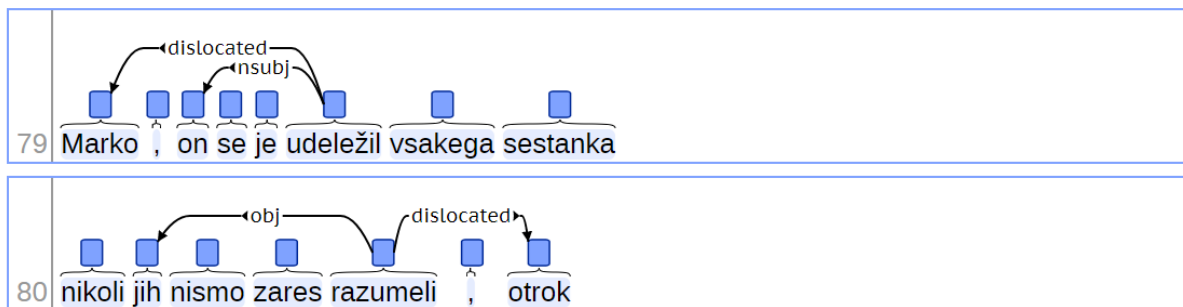 dislocated
nsubj
79 Marko , on se je udeležil vsakega sestanka
obj dislocated
80 nikoli jih nismo zares razumeli , otrok